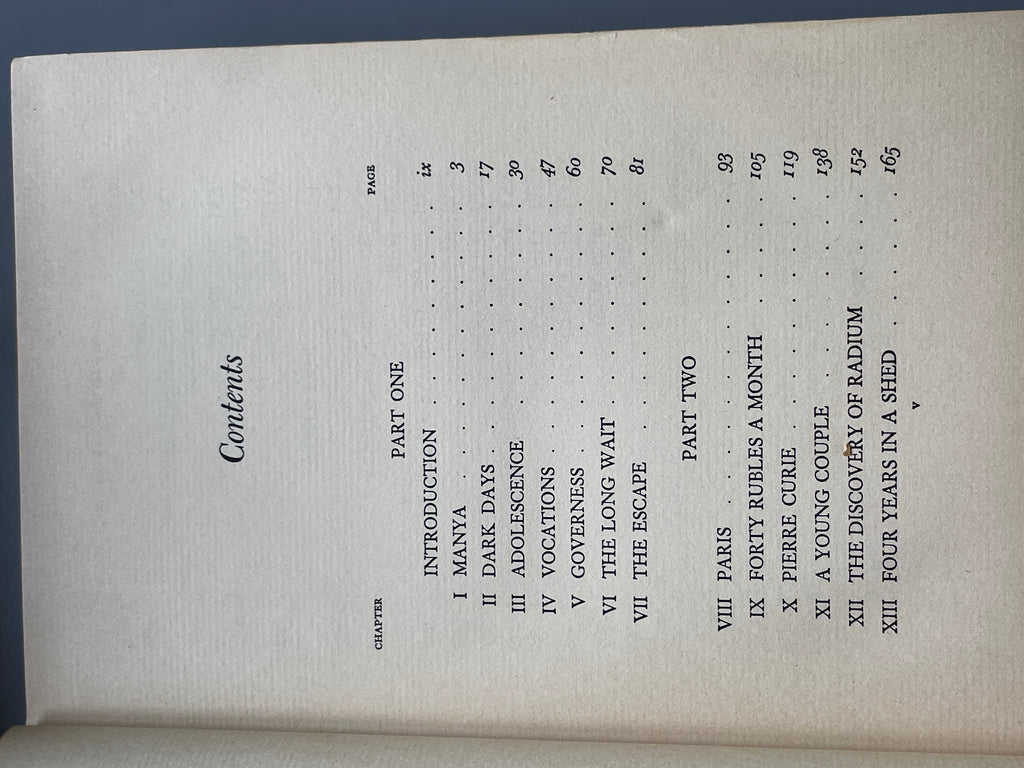 Contents
CHAPTER PAGE
PART ONE
INTRODUCTION . . . . . . . . . ix
I MANYA . . . . . . . . . . 3
II DARK DAYS . . . . . . . . . 17
III ADOLESCENCE . . . . . . . . 30
IV VOCATIONS . . . . . . . . . 47
V GOVERNESS . . . . . . . . . 60
VI THE LONG WAIT . . . . . . . . 70
VII THE ESCAPE . . . . . . . . . 81
PART TWO
VIII PARIS . . . . . . . . . . . 93
IX FORTY RUBLES A MONTH . . . . . 105
X PIERRE CURIE . . . . . . . . . 119
XI A YOUNG COUPLE . . . . . . . 138
XII THE DISCOVERY OF RADIUM . . . . 152
XIII FOUR YEARS IN A SHED . . . . . . 165
v